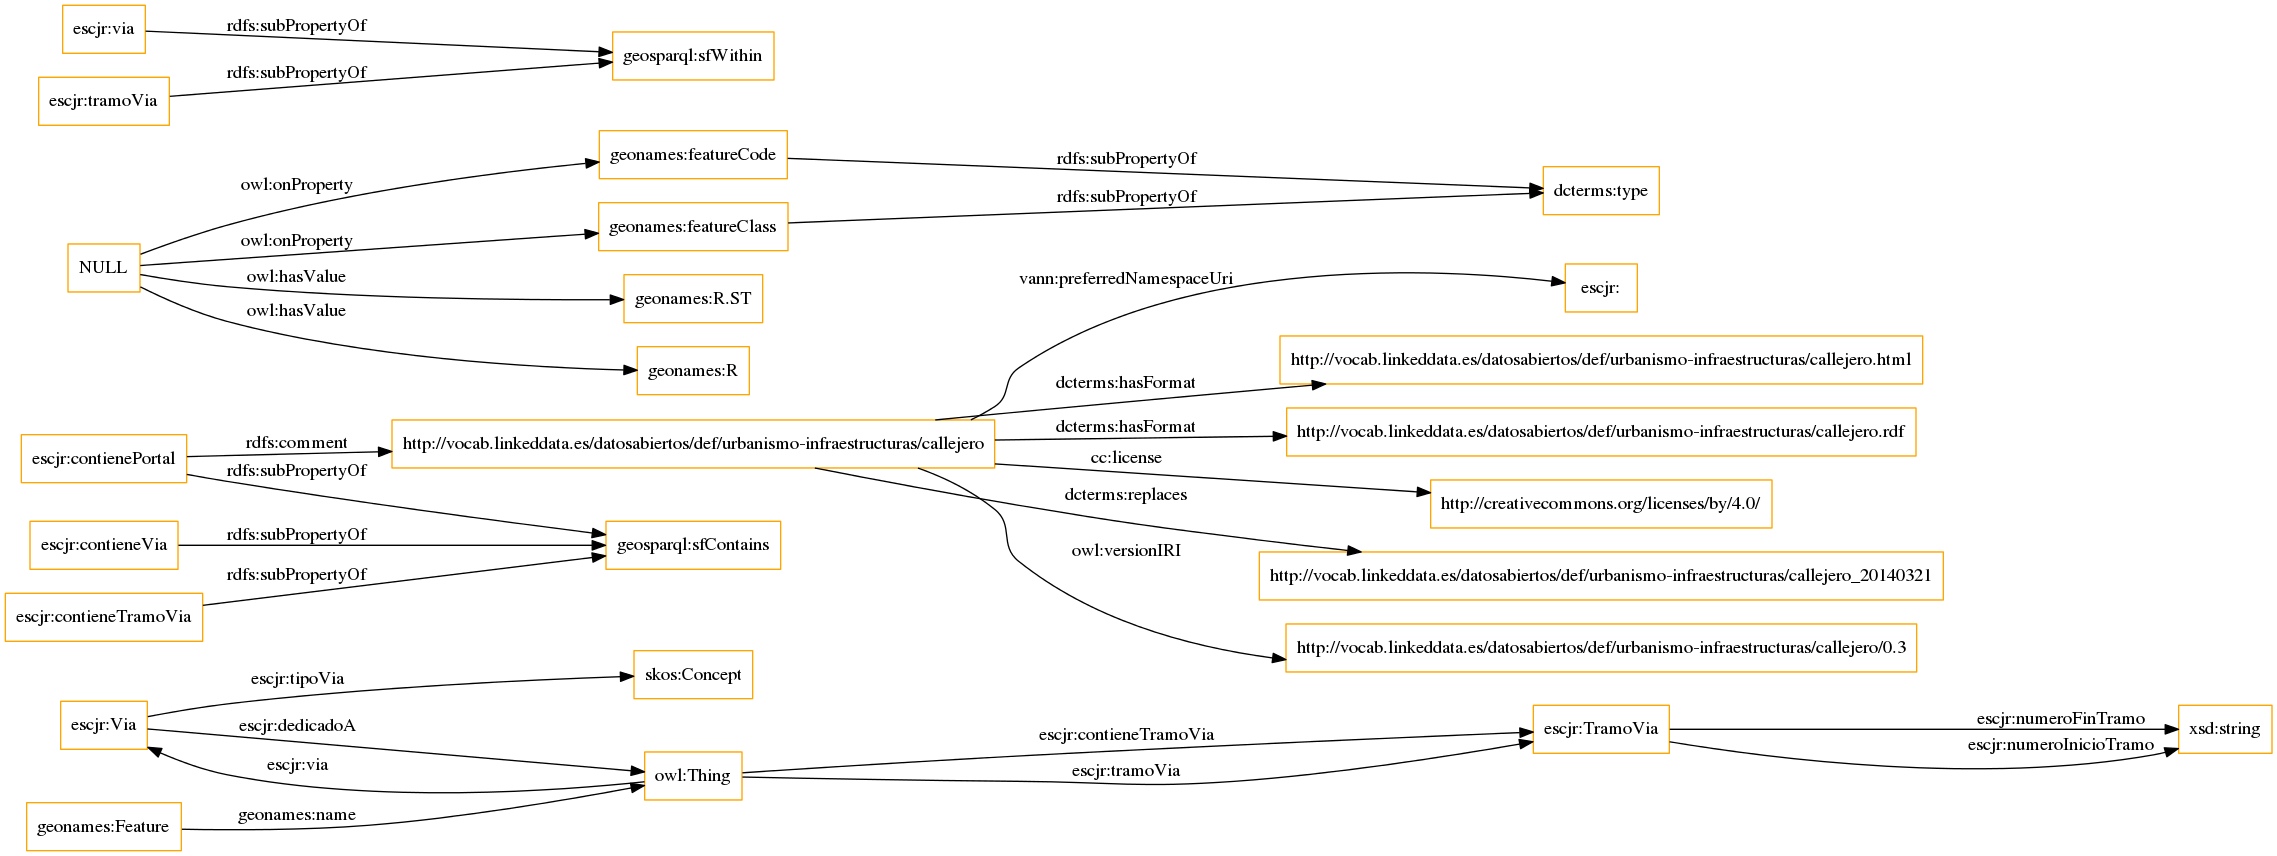 escjr:via
rdfs:subPropertyOf
geosparql:sfWithin
escjr:tramoVia
rdfs:subPropertyOf
geonames:featureCode
rdfs:subPropertyOf
dcterms:type
owl:onProperty
geonames:featureClass
rdfs:subPropertyOf
owl:onProperty
NULL
owl:hasValue
geonames:R.ST
owl:hasValue
geonames:R
vann:preferredNamespaceUri
escjr:
http://vocab.linkeddata.es/datosabiertos/def/urbanismo-infraestructuras/callejero.html
dcterms:hasFormat
escjr:contienePortal
rdfs:comment
http://vocab.linkeddata.es/datosabiertos/def/urbanismo-infraestructuras/callejero
dcterms:hasFormat
http://vocab.linkeddata.es/datosabiertos/def/urbanismo-infraestructuras/callejero.rdf
rdfs:subPropertyOf
cc:license
http://creativecommons.org/licenses/by/4.0/
dcterms:replaces
escjr:contieneVia
rdfs:subPropertyOf
geosparql:sfContains
owl:versionIRI
http://vocab.linkeddata.es/datosabiertos/def/urbanismo-infraestructuras/callejero_20140321
rdfs:subPropertyOf
escjr:contieneTramoVia
http://vocab.linkeddata.es/datosabiertos/def/urbanismo-infraestructuras/callejero/0.3
escjr:tipoVia
skos:Concept
escjr:Via
escjr:dedicadoA
escjr:contieneTramoVia
escjr:TramoVia
escjr:numeroFinTramo
xsd:string
escjr:numeroInicioTramo
escjr:via
owl:Thing
escjr:tramoVia
geonames:Feature
geonames:name